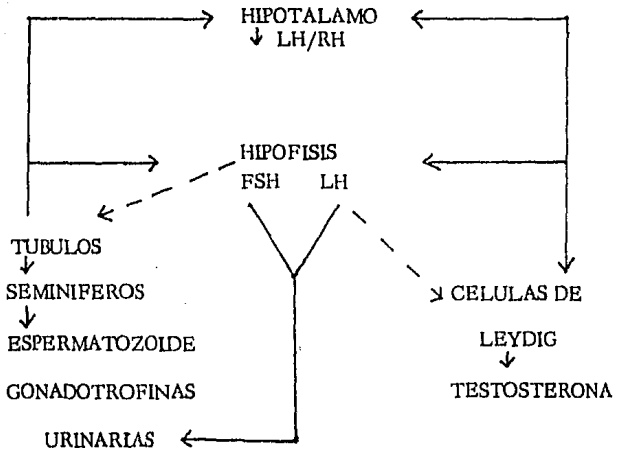 HIPOTALAMO
LH/RH
HIPOFISIS
FSH LH
TUBULOS
SEMINIFEROS
ESPERMATOZOIDE
GONADOTROFINAS
URINARIAS
CELULAS DE
LEYDIG
TESTOSTERONA